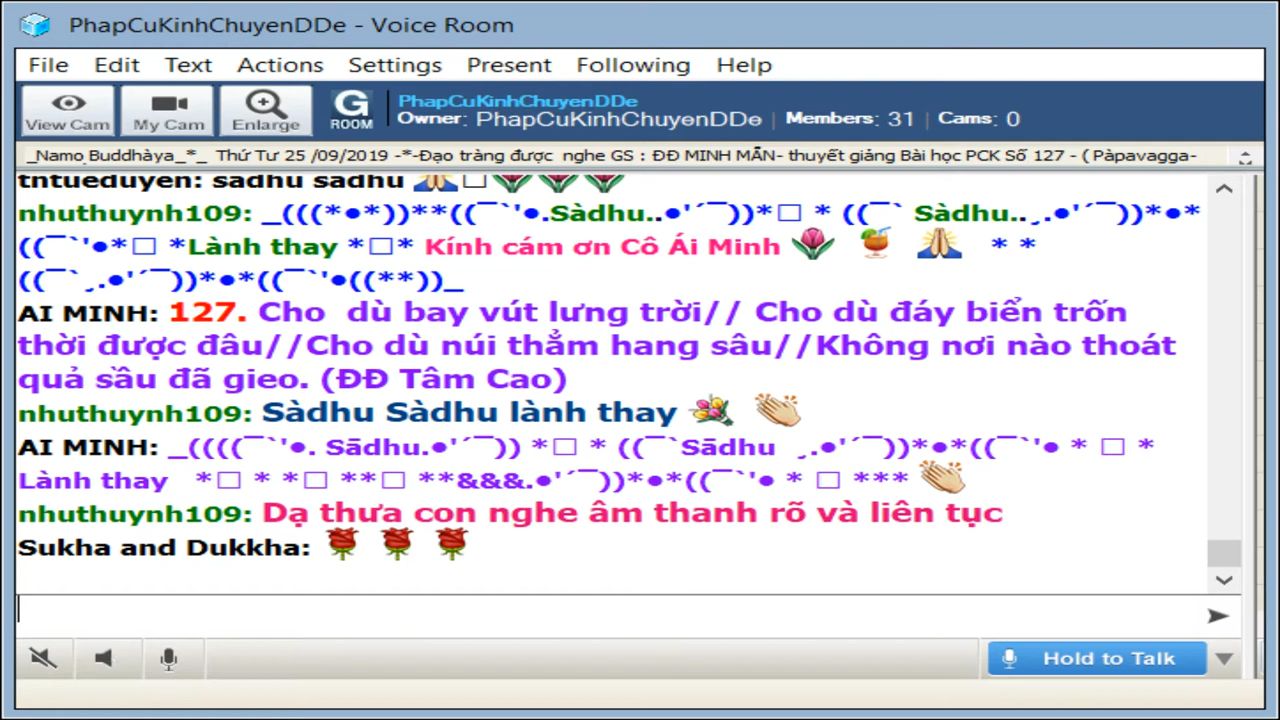 PhapCuKinhChuyenDDe - Voice Room
File Edit Text Actions Settings Present Following Help
View Cam My Cam Enlarge G ROOM PhapCuKinhChuyenDDe
Owner: PhapCuKinhChuyenDDe | Members: 31 | Cams: 0
_Namo Buddhàya_*_ Thứ Tư 25 /09/2019 -*-Đạo tràng được nghe GS : ĐĐ MINH MẪN- thuyết giảng Bài học PCK Số 127 - ( Pàpavagga-
tntueduyen: sadhu sadhu 🙏□🌷🌷🌷
nhuthuynh109: _(((*●*))**((¯`'●.Sàdhu..●'´¯))*□ * ((¯` Sàdhu..¸.●'´¯))*●*
((¯`'●*□ *Lành thay *□* Kính cám ơn Cô Ái Minh 🌷 🍹 🙏 * *
((¯`¸.●'´¯))*●*((¯`'●((**))_
AI MINH: 127. Cho dù bay vút lưng trời// Cho dù đáy biển trốn
thời được đâu//Cho dù núi thẳm hang sâu//Không nơi nào thoát
quả sầu đã gieo. (ĐĐ Tâm Cao)
nhuthuynh109: Sàdhu Sàdhu lành thay 💐 👏
AI MINH: _((((¯`'●. Sādhu.●'´¯)) *□ * ((¯`Sādhu ¸.●'´¯))*●*((¯`'● * □ *
Lành thay *□ * *□ **□ **&&&.●'´¯))*●*((¯`'● * □ *** 👏
nhuthuynh109: Dạ thưa con nghe âm thanh rõ và liên tục
Sukha and Dukkha: 🌹 🌹 🌹
Hold to Talk